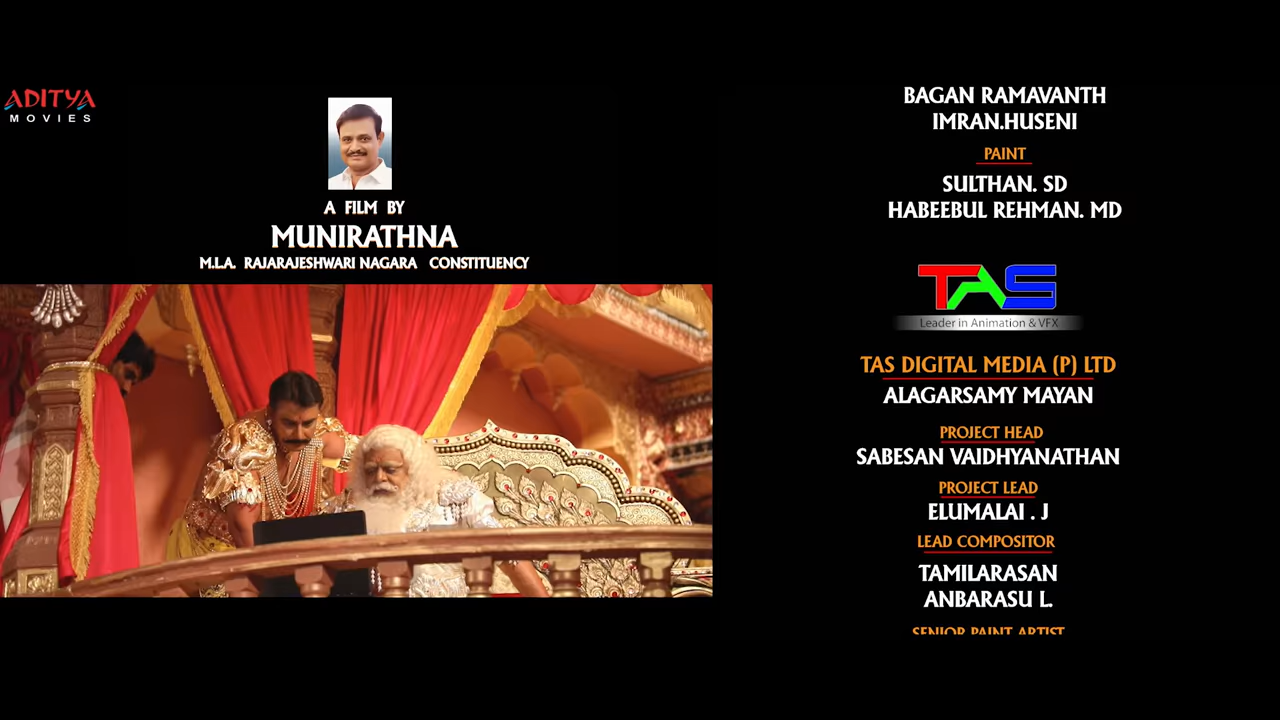 ADITYA
MOVIES
A FILM BY
MUNIRATHNA
M.L.A. RAJARAJESHWARI NAGARA CONSTITUENCY
BAGAN RAMAVANTH
IMRAN.HUSENI
PAINT
SULTHAN. SD
HABEEBUL REHMAN. MD
TAS
Leader in Animation & VFX
TAS DIGITAL MEDIA (P) LTD
ALAGARSAMY MAYAN
PROJECT HEAD
SABESAN VAIDHYANATHAN
PROJECT LEAD
ELUMALAI . J
LEAD COMPOSITOR
TAMILARASAN
ANBARASU L.
SENIOR PAINT ARTIST